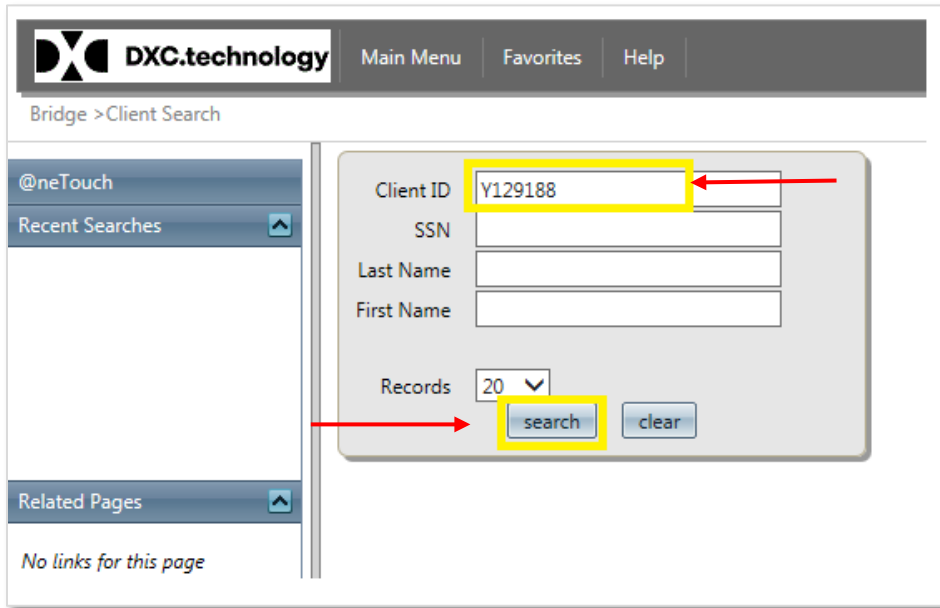 DXC.technology Main Menu Favorites Help
Bridge >Client Search
@neTouch
Recent Searches
Client ID Y129188
SSN
Last Name
First Name
Records 20
search clear
Related Pages
No links for this page